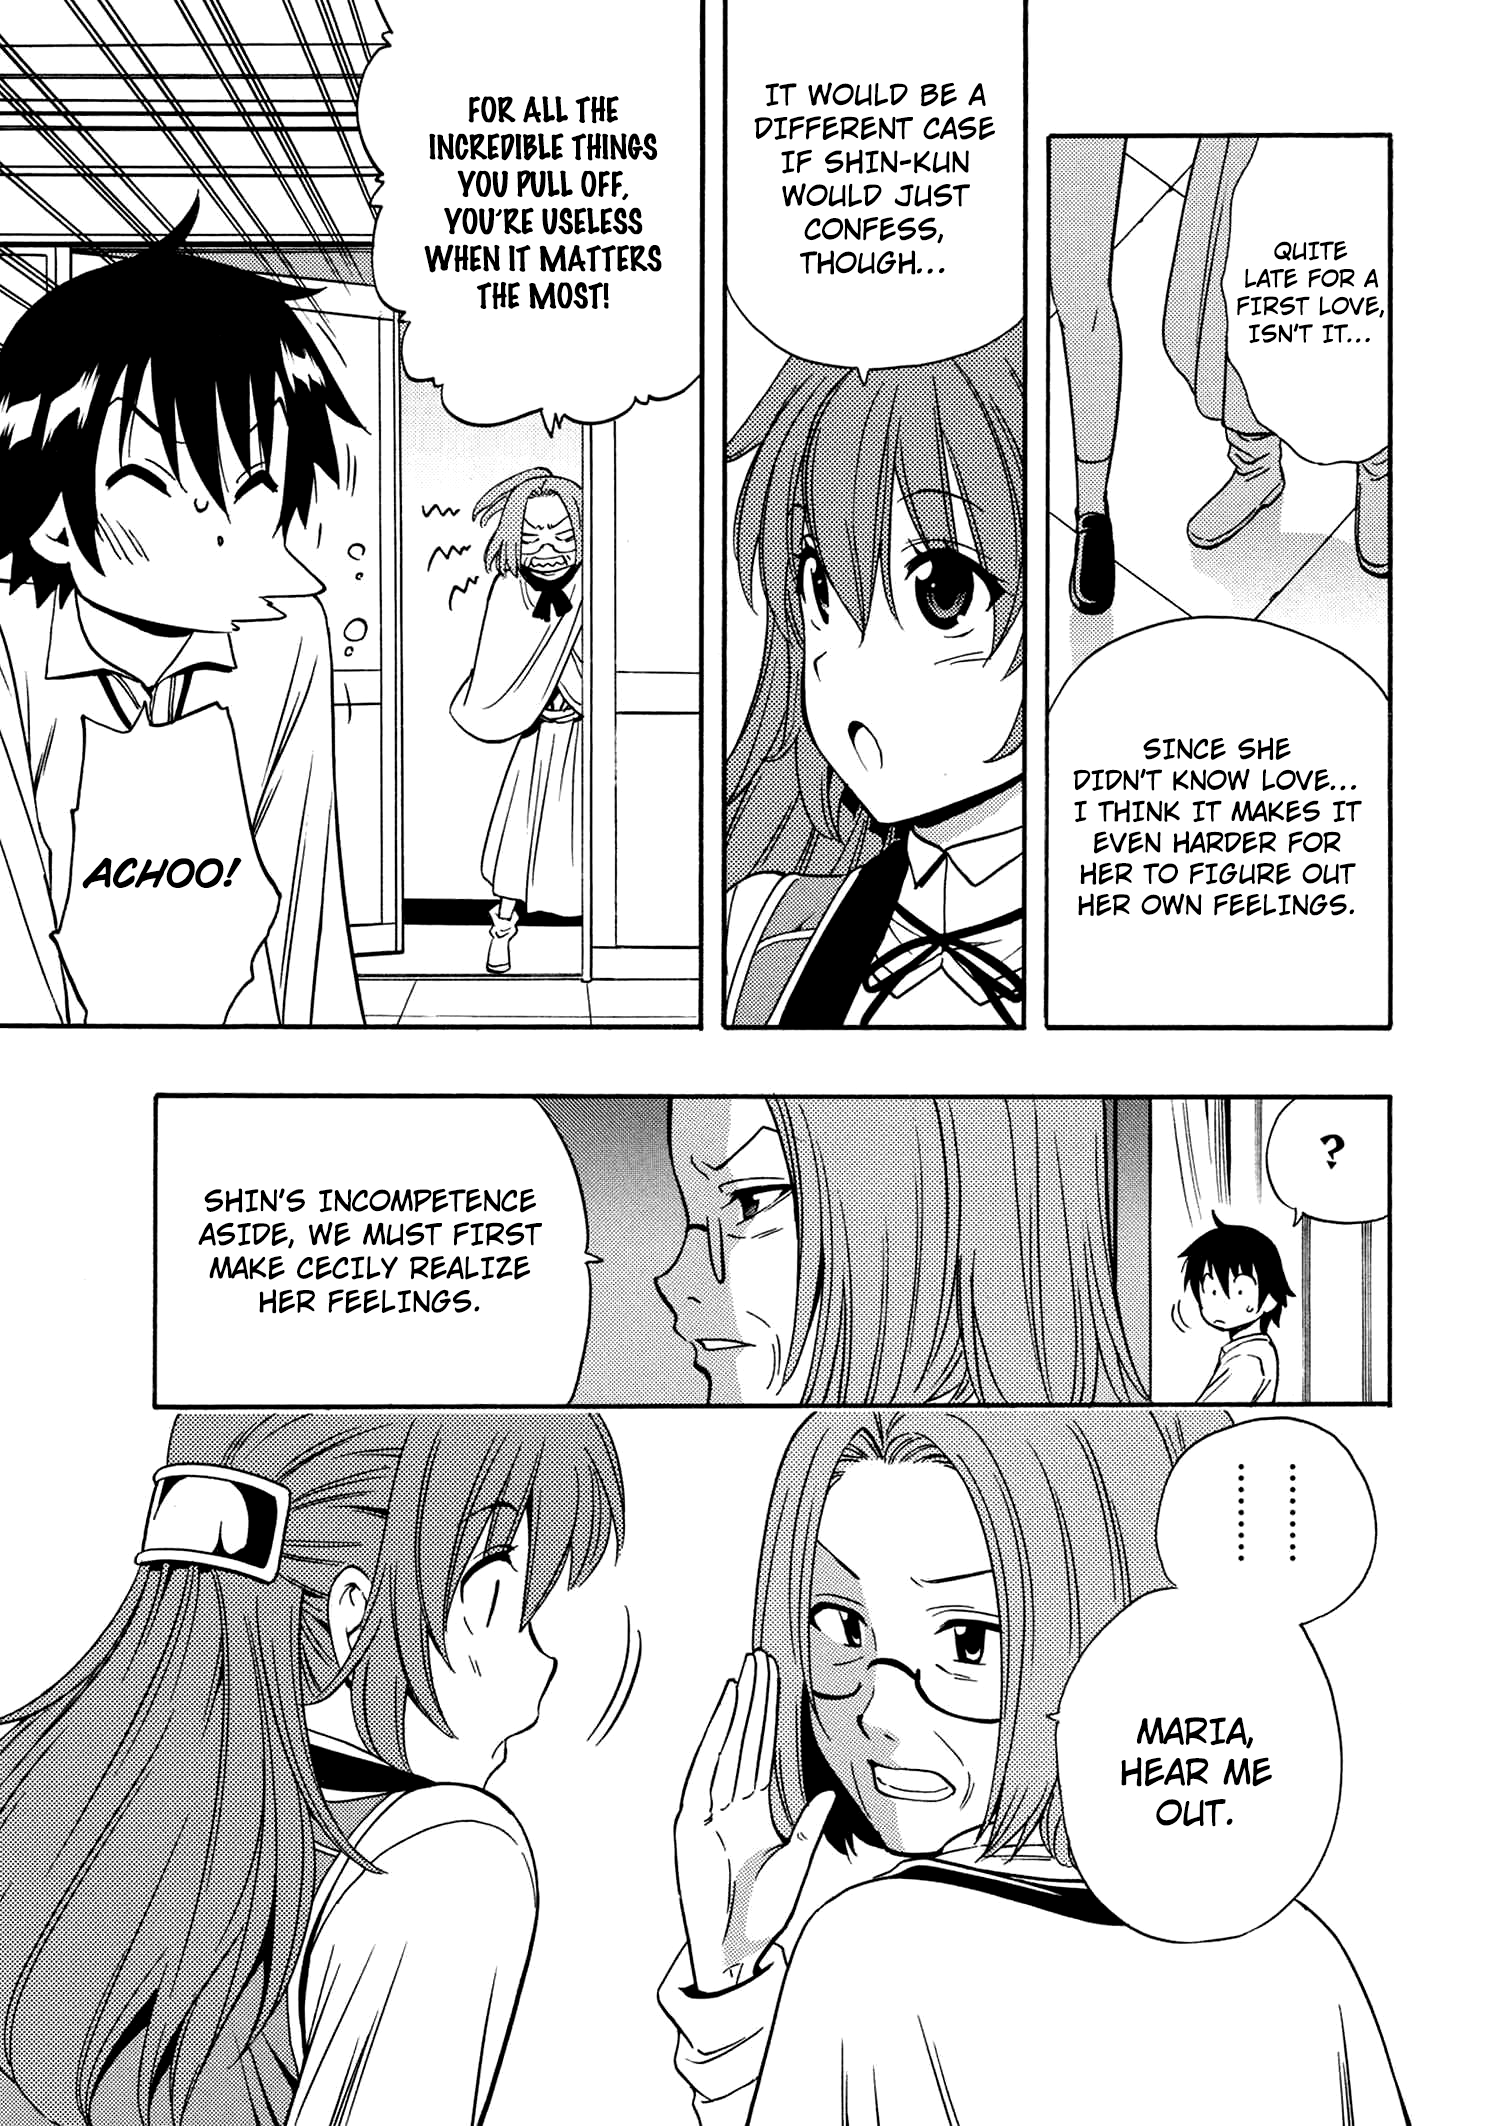 QUITE
LATE FOR A
FIRST LOVE,
ISN'T IT...
SINCE SHE
DIDN'T KNOW LOVE...
I THINK IT MAKES IT
EVEN HARDER FOR
HER TO FIGURE OUT
HER OWN FEELINGS.
IT WOULD BE A
DIFFERENT CASE
IF SHIN-KUN
WOULD JUST
CONFESS,
THOUGH...
FOR ALL THE
INCREDIBLE THINGS
YOU PULL OFF,
YOU'RE USELESS
WHEN IT MATTERS
THE MOST!
ACHOO!
?
SHIN'S INCOMPETENCE
ASIDE, WE MUST FIRST
MAKE CECILY REALIZE
HER FEELINGS.
............
MARIA,
HEAR ME
OUT.